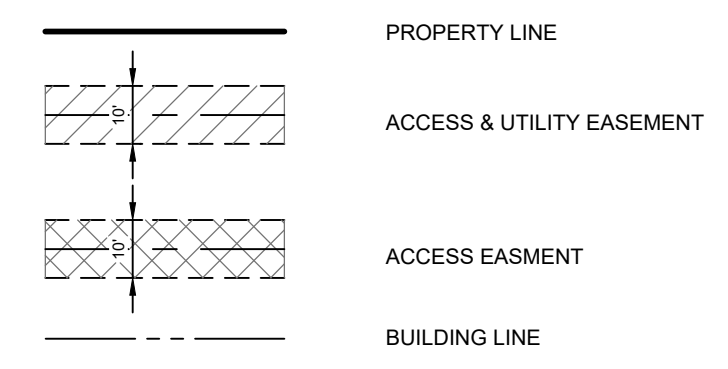 PROPERTY LINE
10'
ACCESS & UTILITY EASEMENT
10'
ACCESS EASMENT
BUILDING LINE